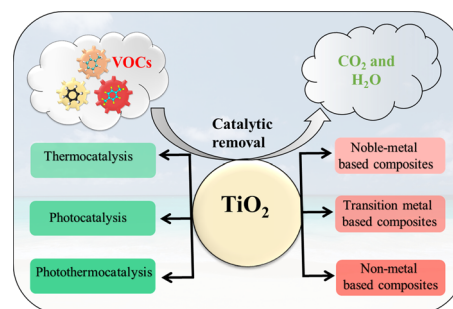 VOCs
CO₂ and
H₂O
Catalytic
removal
Thermocatalysis
Photocatalysis
Photothermocatalysis
TiO₂
Noble-metal
based composites
Transition metal
based composites
Non-metal
based composites